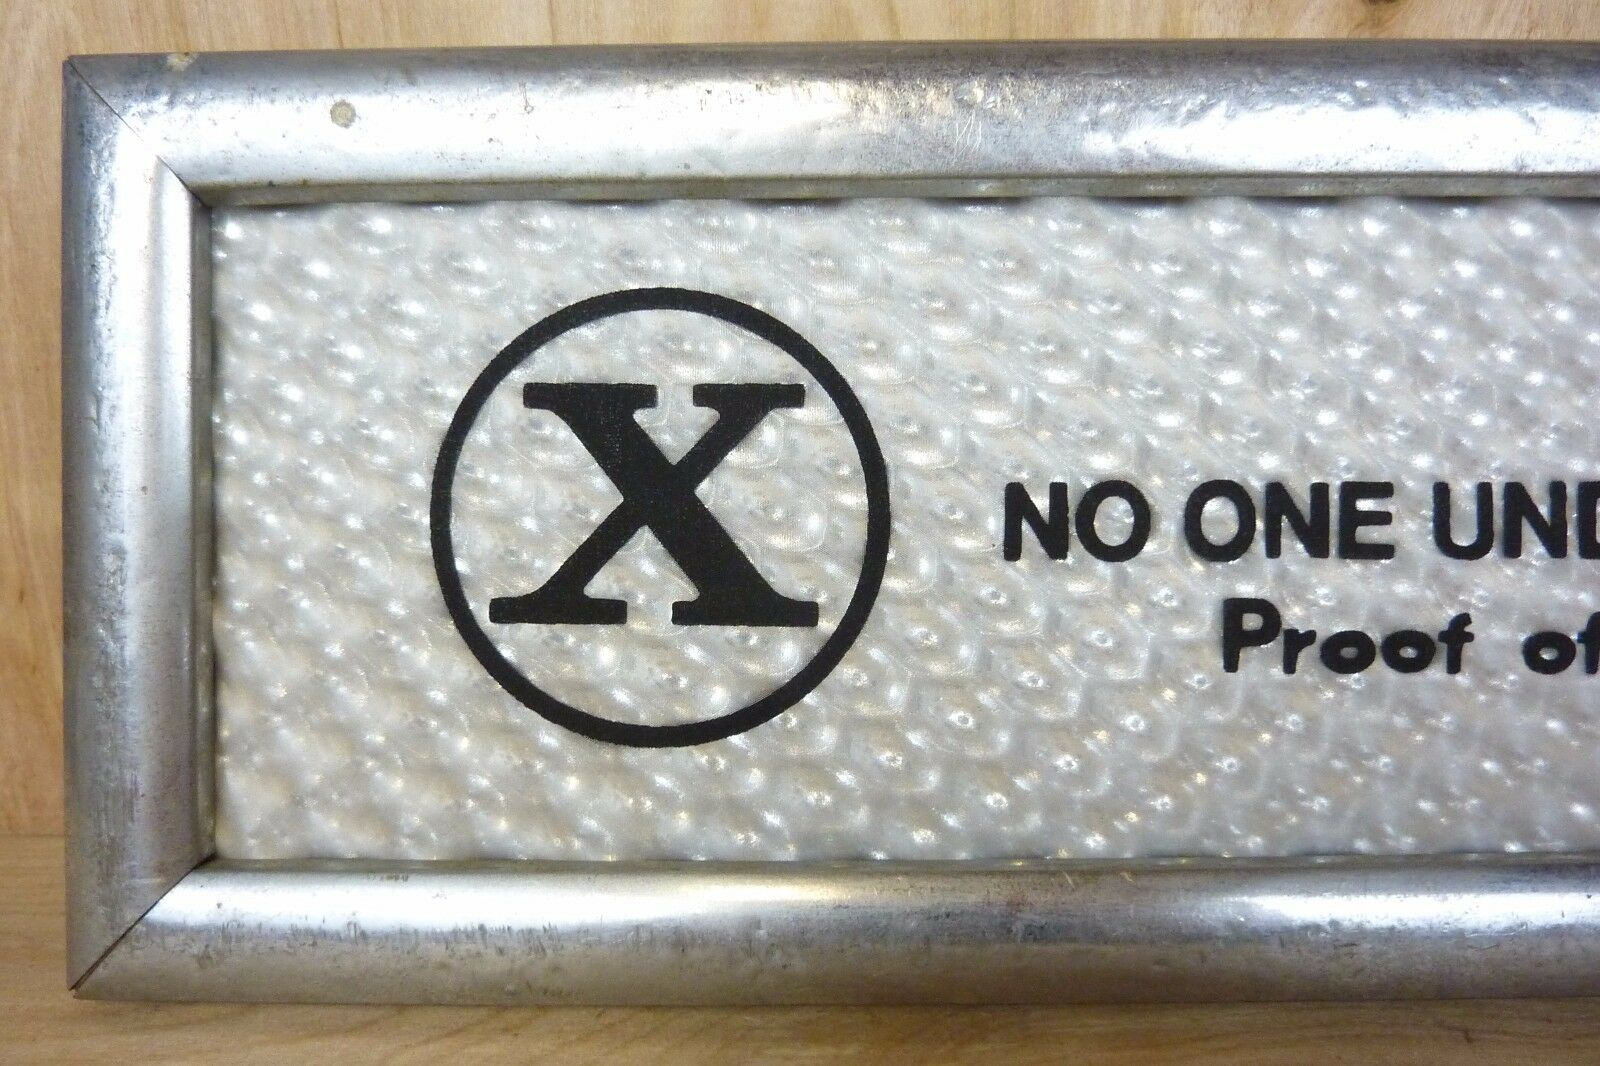 X
NO ONE UND
Proof of